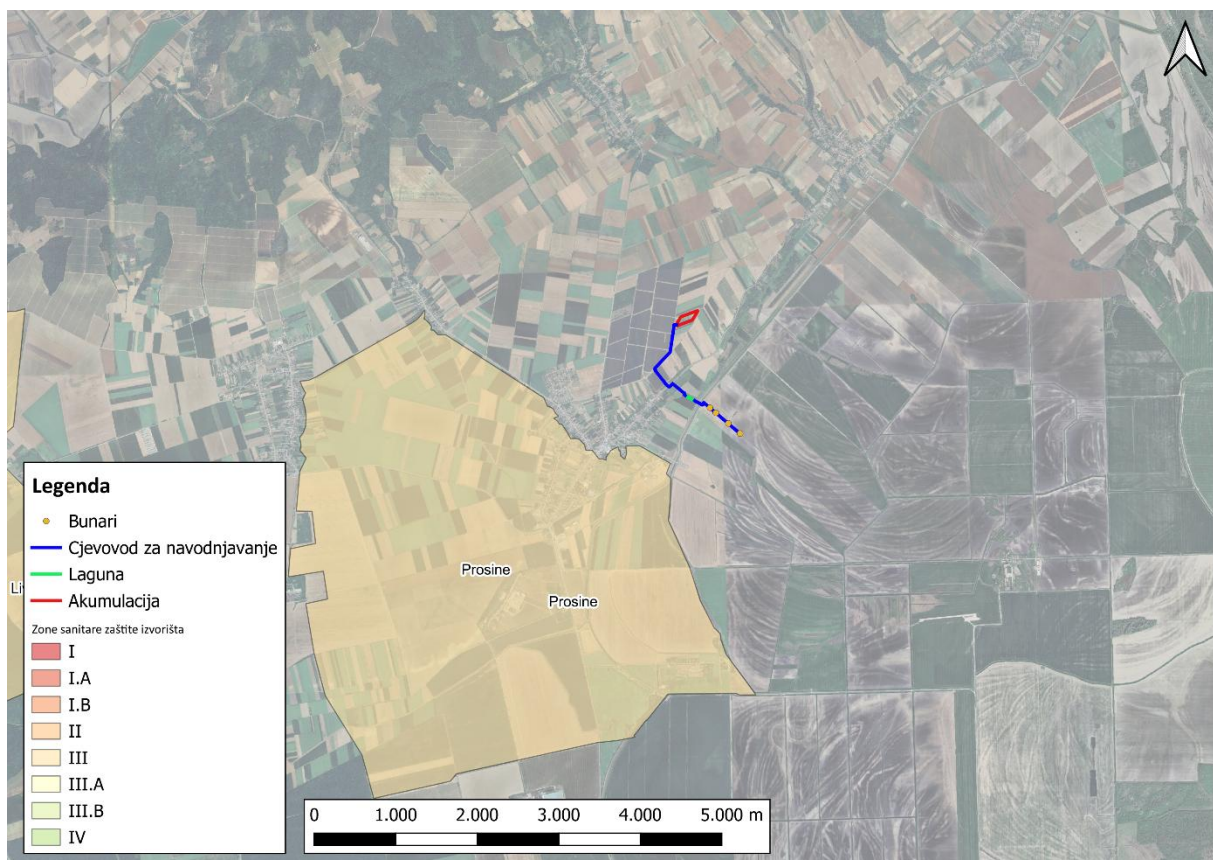 Prosine
Prosine
Li
Legenda
Bunari
Cjevovod za navodnjavanje
Laguna
Akumulacija
Zone sanitare zaštite izvorišta
I
I.A
I.B
II
III
III.A
III.B
IV
0 1.000 2.000 3.000 4.000 5.000 m